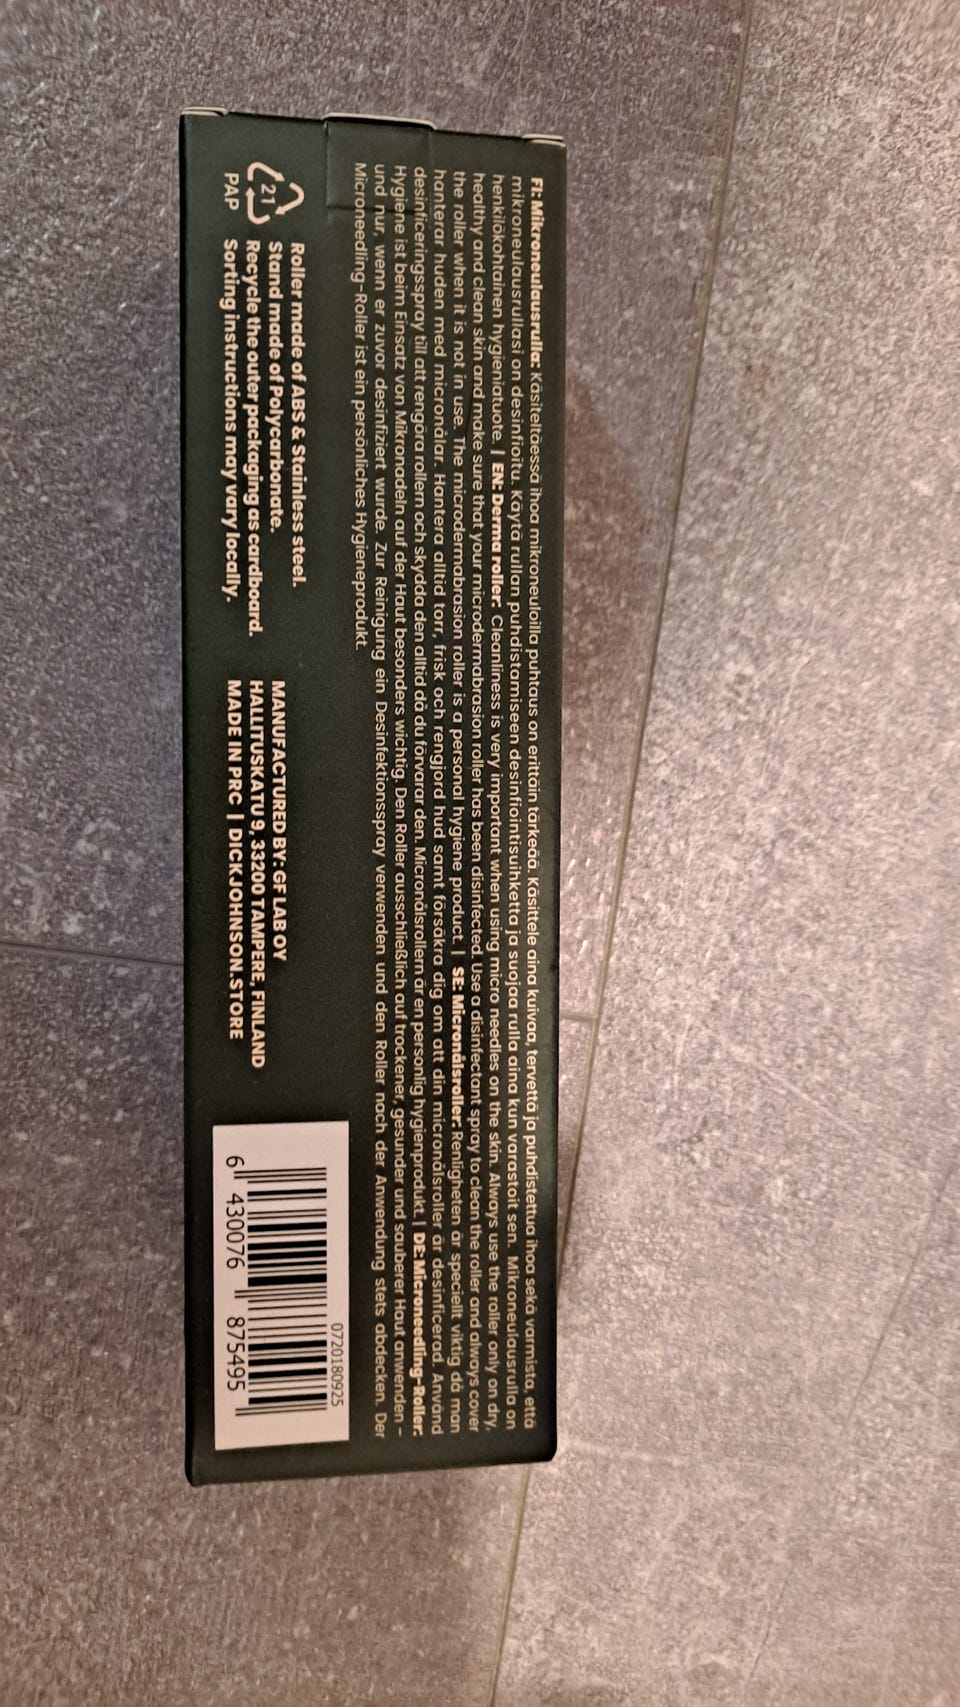 FI: Mikroneulausrulla: Käsiteltäessä ihoa mikroneuloilla puhtaus on erittäin tärkeää. Käsittele aina kuivaa, tervettä ja puhdistettua ihoa sekä varmista, että
mikroneulausrullasi on desinfioitu. Käytä rullan puhdistamiseen desinfiointisuihketta ja suojaa rulla aina kun varastoit sen. Mikroneulausrulla on
henkilökohtainen hygieniatuote. | EN: Derma roller: Cleanliness is very important when using micro needles on the skin. Always use the roller only on dry,
healthy and clean skin and make sure that your microdermabrasion roller has been disinfected. Use a disinfectant spray to clean the roller, and always cover
the roller when it is not in use. The microdermabrasion roller is a personal hygiene product. | SE: Micronålsroller: Renligheten är speciellt viktig då man
hanterar huden med micronålar. Hantera alltid torr, frisk och rengjord hud samt försäkra dig om att din micronålsroller är desinficerad. Använd
desinficeringsspray till att rengöra rollern och skydda den alltid då du förvarar den. Micronålsrollern är en personlig hygienprodukt. | DE: Microneedling-Roller:
Hygiene ist beim Einsatz von Mikronadeln auf der Haut besonders wichtig. Den Roller ausschließlich auf trockener, gesunder und sauberer Haut anwenden –
und nur, wenn er zuvor desinfiziert wurde. Zur Reinigung ein Desinfektionsspray verwenden und den Roller nach der Anwendung stets abdecken. Der
Microneedling-Roller ist ein persönliches Hygieneprodukt.
21
PAP
Roller made of ABS & Stainless steel.
Stand made of Polycarbonate.
Recycle the outer packaging as cardboard.
Sorting instructions may vary locally.
MANUFACTURED BY: GF LAB OY
HALLITUSKATU 9, 33200 TAMPERE, FINLAND
MADE IN PRC | DICKJOHNSON.STORE
0720180925
6 430076 875495